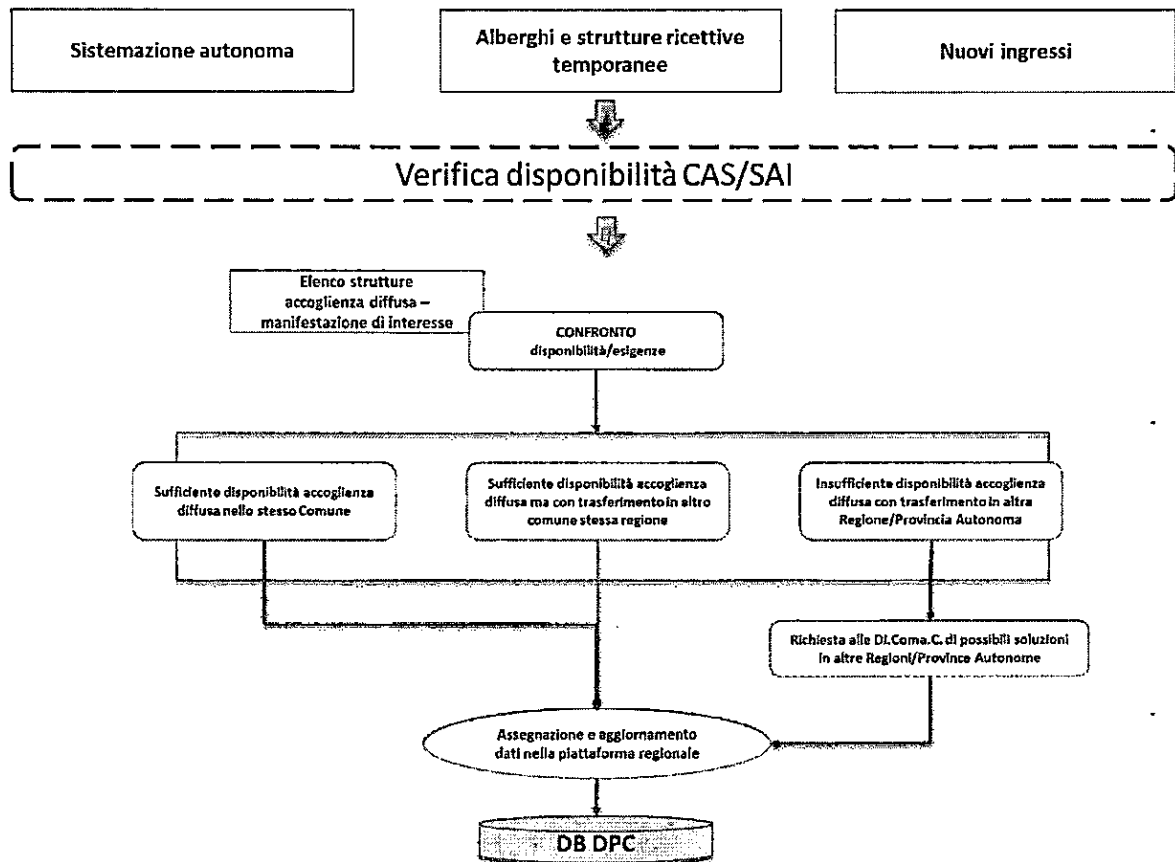 Sistemazione autonoma
Alberghi e strutture ricettive
temporanee
Nuovi ingressi
Verifica disponibilità CAS/SAI
Elenco strutture
accoglienza diffusa –
manifestazione di interesse
CONFRONTO
disponibilità/esigenze
Sufficiente disponibilità accoglienza
diffusa nello stesso Comune
Sufficiente disponibilità accoglienza
diffusa ma con trasferimento in altro
comune stessa regione
Insufficiente disponibilità accoglienza
diffusa con trasferimento in altra
Regione/Provincia Autonoma
Richiesta alle DI.Coma.C. di possibili soluzioni
in altre Regioni/Province Autonome
Assegnazione e aggiornamento
dati nella piattaforma regionale
DB DPC